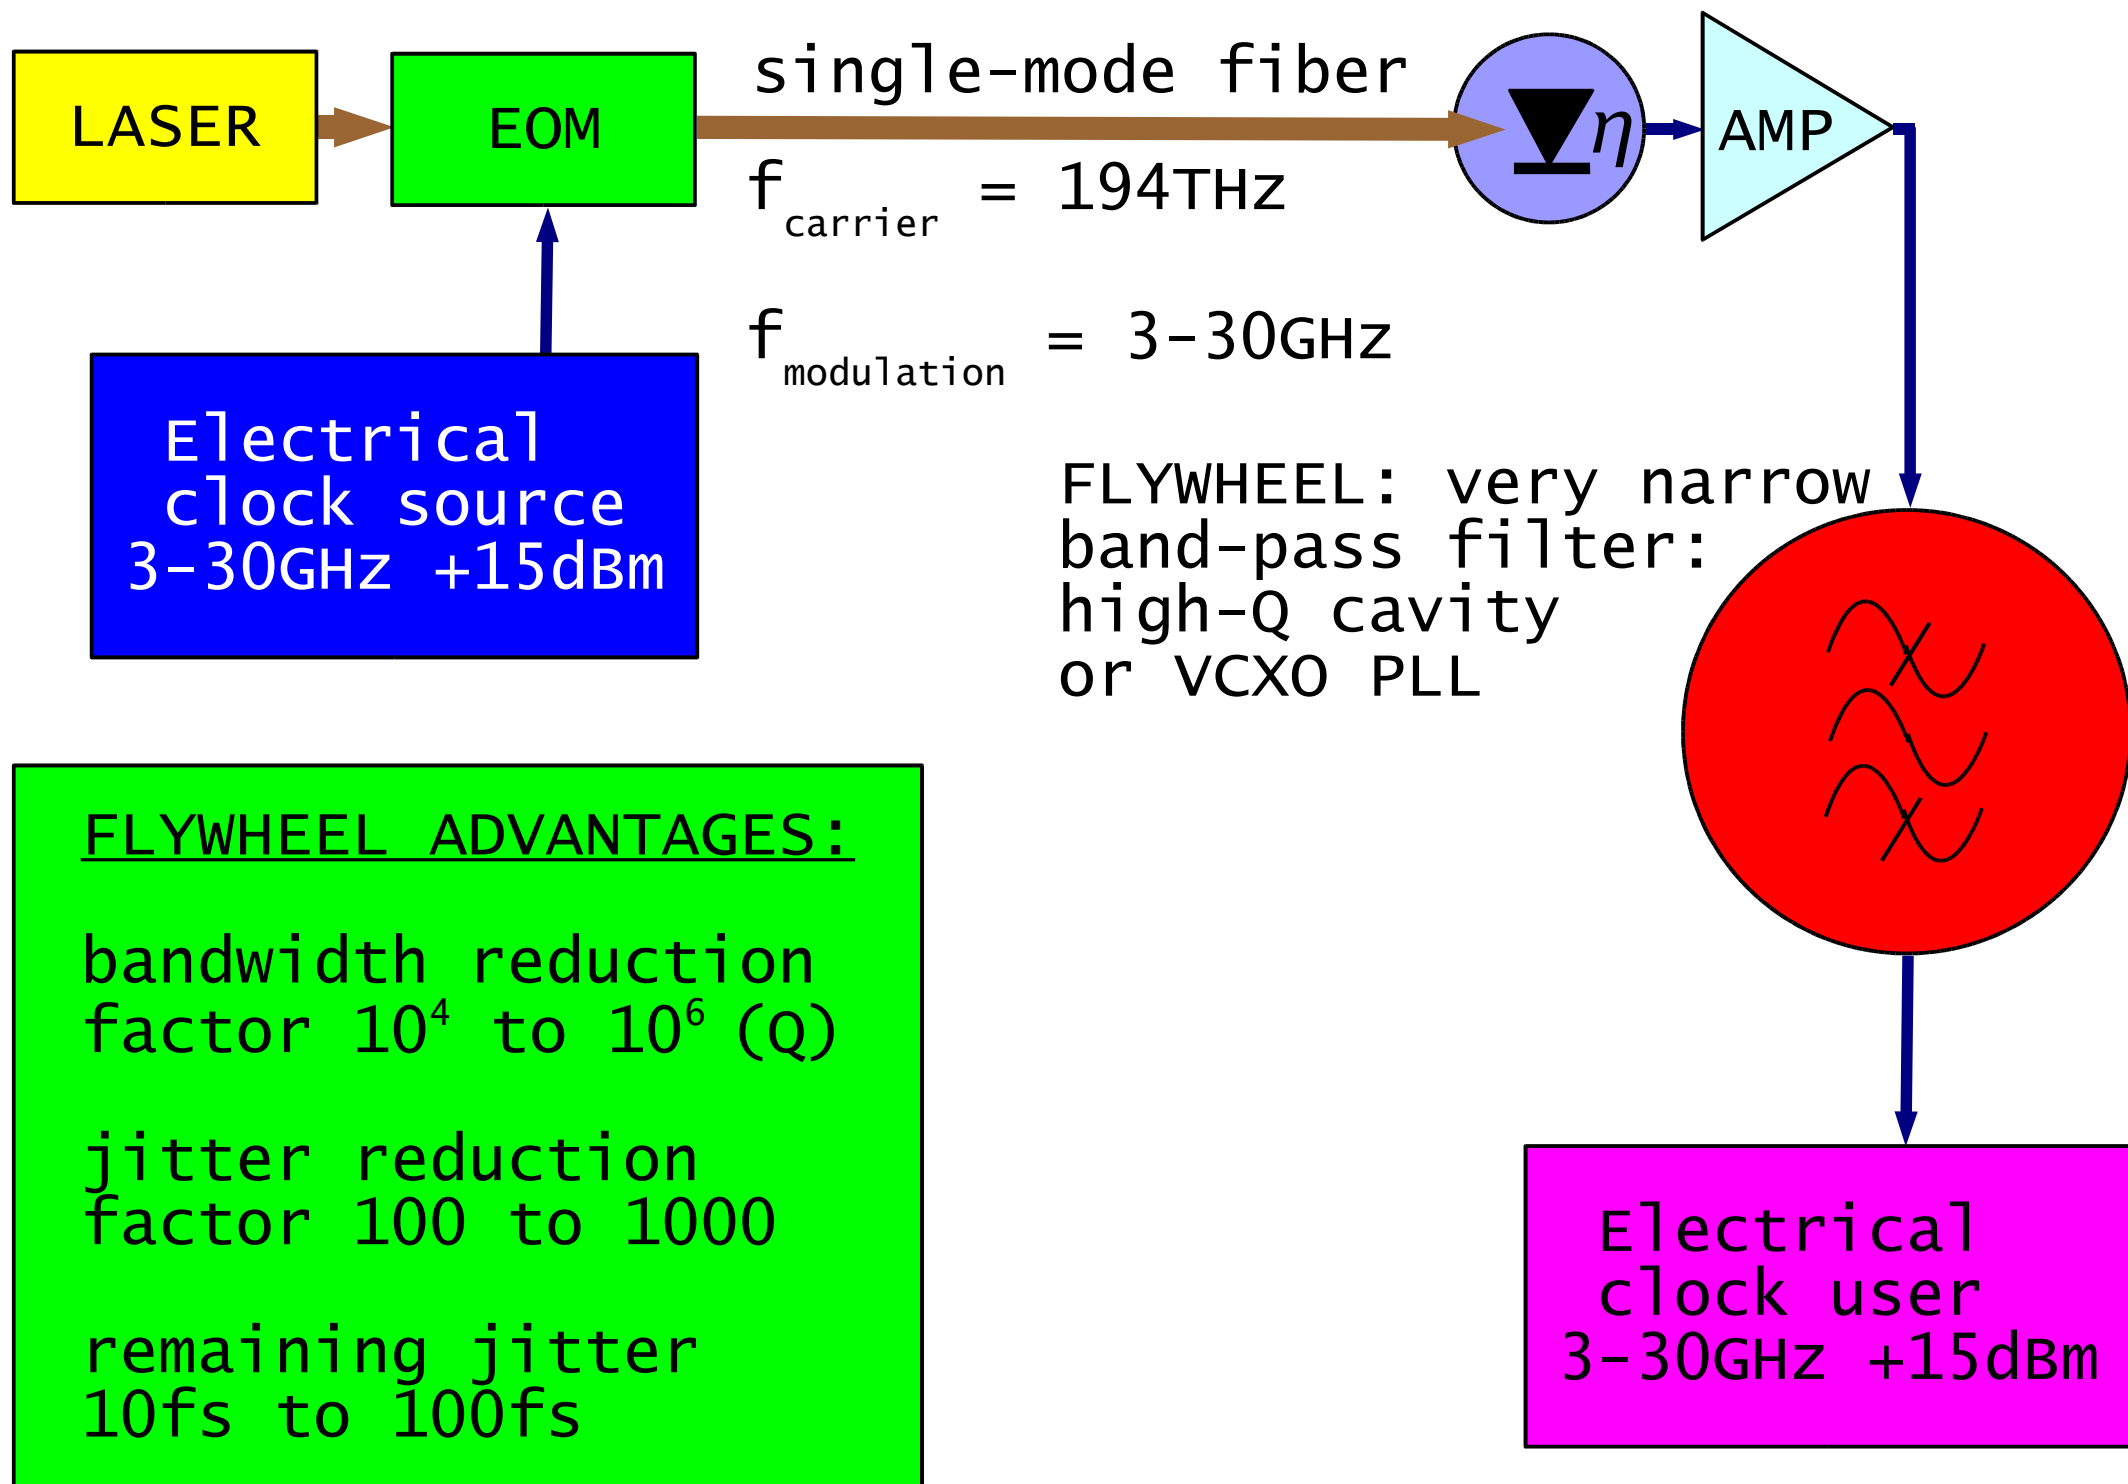 LASER
EOM
single-mode fiber
η
AMP
f_carrier = 194THz
f_modulation = 3-30GHz
Electrical
clock source
3-30GHz +15dBm
FLYWHEEL: very narrow
band-pass filter:
high-Q cavity
or VCXO PLL
FLYWHEEL ADVANTAGES:
bandwidth reduction
factor 10⁴ to 10⁶ (Q)
jitter reduction
factor 100 to 1000
remaining jitter
10fs to 100fs
Electrical
clock user
3-30GHz +15dBm